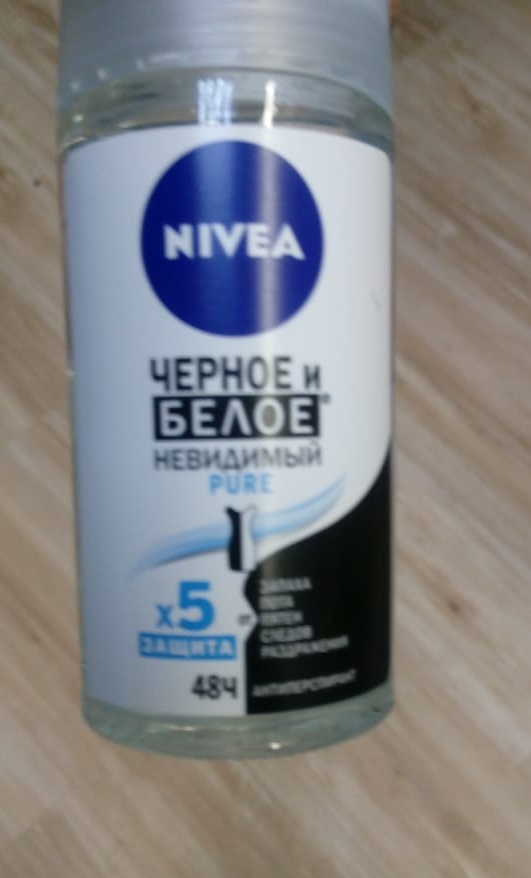 NIVEA
ЧЕРНОЕ и
БЕЛОЕ
НЕВИДИМЫЙ
PURE
x5
ЗАЩИТА
от
ЗАПАХА
ПОТА
ПЯТЕН
СЛЕДОВ
РАЗДРАЖЕНИЯ
48Ч
АНТИПЕРСПИРАНТ